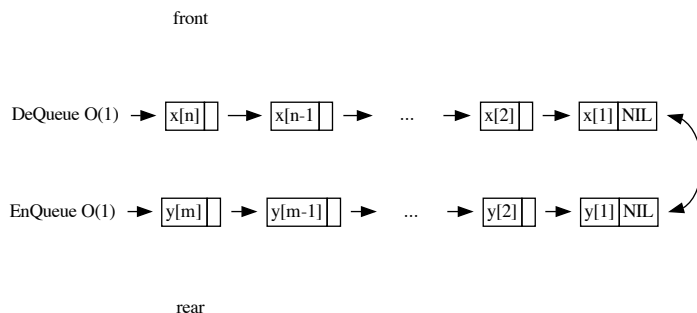 front
DeQueue O(1) x[n] x[n-1 ... x[2] x[1] NIL
EnQueue O(1) y[m] y[m-1] ... y[2] y[1] NIL
rear